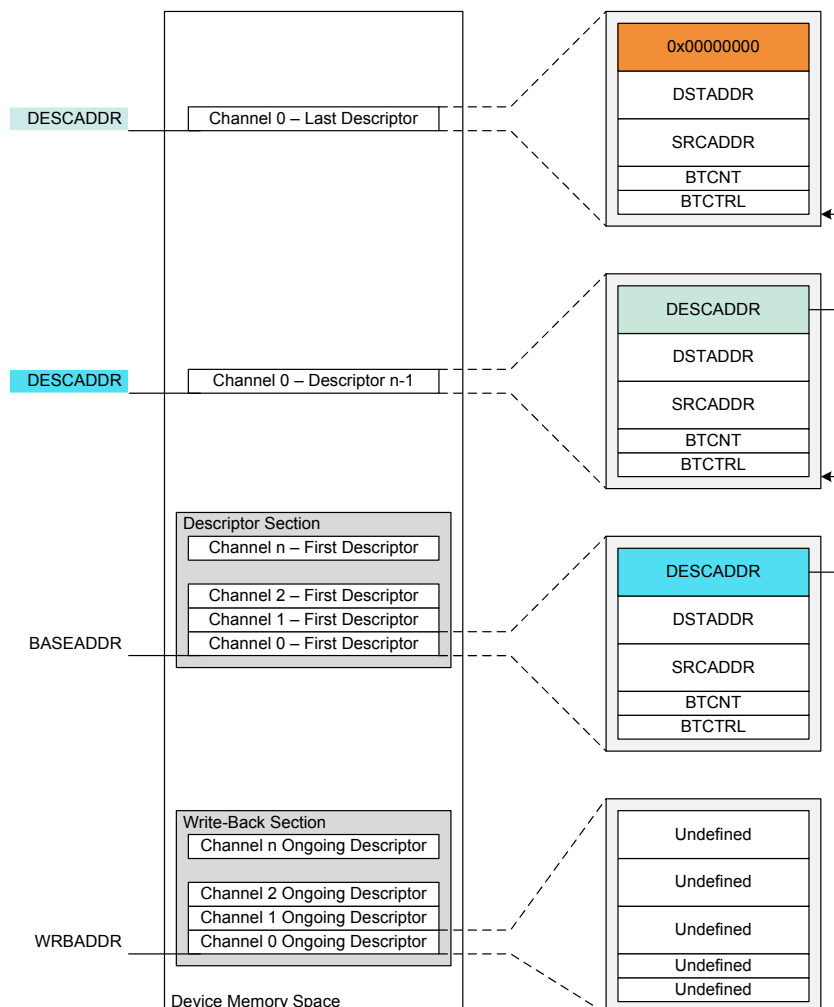 0x00000000
DSTADDR
DESCADDR
Channel 0 – Last Descriptor
SRCADDR
BTCNT
BTCTRL
DESCADDR
DSTADDR
DESCADDR
Channel 0 – Descriptor n-1
SRCADDR
BTCNT
BTCTRL
Descriptor Section
Channel n – First Descriptor
DESCADDR
Channel 2 – First Descriptor
Channel 1 – First Descriptor
DSTADDR
BASEADDR
Channel 0 – First Descriptor
SRCADDR
BTCNT
BTCTRL
Write-Back Section
Channel n Ongoing Descriptor
Undefined
Undefined
Channel 2 Ongoing Descriptor
Channel 1 Ongoing Descriptor
Undefined
WRBADDR
Channel 0 Ongoing Descriptor
Undefined
Undefined
Device Memory Space